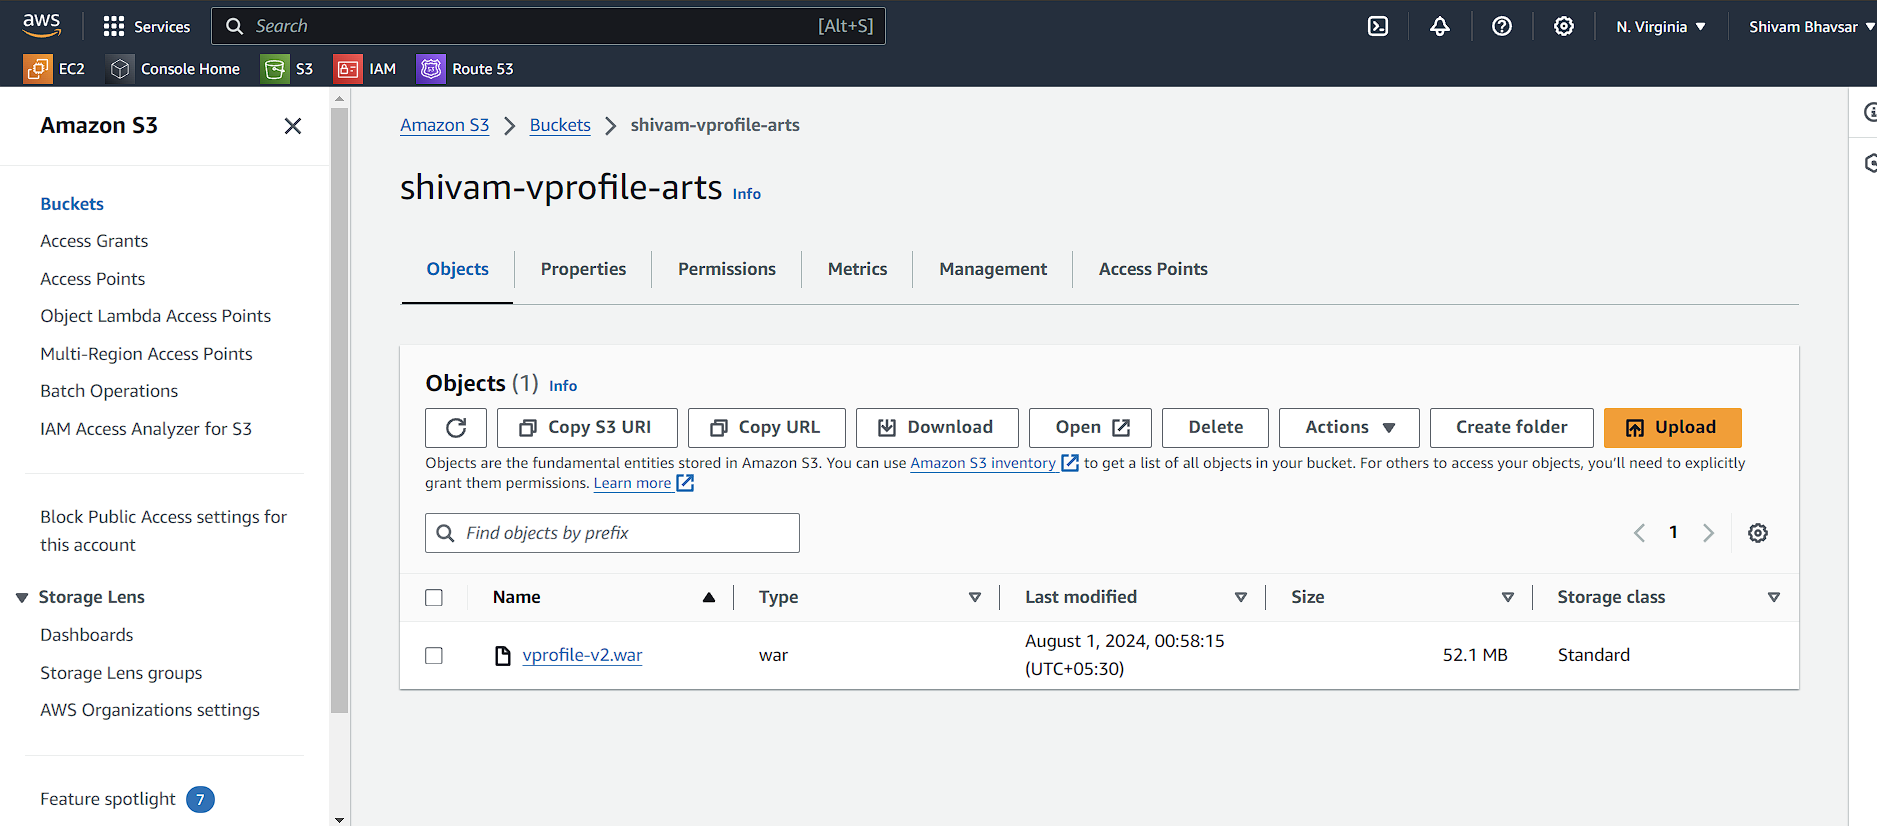 aws
Services
Search
[Alt+S]
N. Virginia
Shivam Bhavsar
EC2
Console Home
S3
IAM
Route 53
Amazon S3
Buckets
Access Grants
Access Points
Object Lambda Access Points
Multi-Region Access Points
Batch Operations
IAM Access Analyzer for S3
Block Public Access settings for
this account
Storage Lens
Dashboards
Storage Lens groups
AWS Organizations settings
Feature spotlight 7
Amazon S3 > Buckets > shivam-vprofile-arts
shivam-vprofile-arts Info
Objects
Properties
Permissions
Metrics
Management
Access Points
Objects (1) Info
Copy S3 URI
Copy URL
Download
Open
Delete
Actions
Create folder
Upload
Objects are the fundamental entities stored in Amazon S3. You can use Amazon S3 inventory to get a list of all objects in your bucket. For others to access your objects, you'll need to explicitly
grant them permissions. Learn more
Find objects by prefix
1
Name
Type
Last modified
Size
Storage class
vprofile-v2.war
war
August 1, 2024, 00:58:15
(UTC+05:30)
52.1 MB
Standard